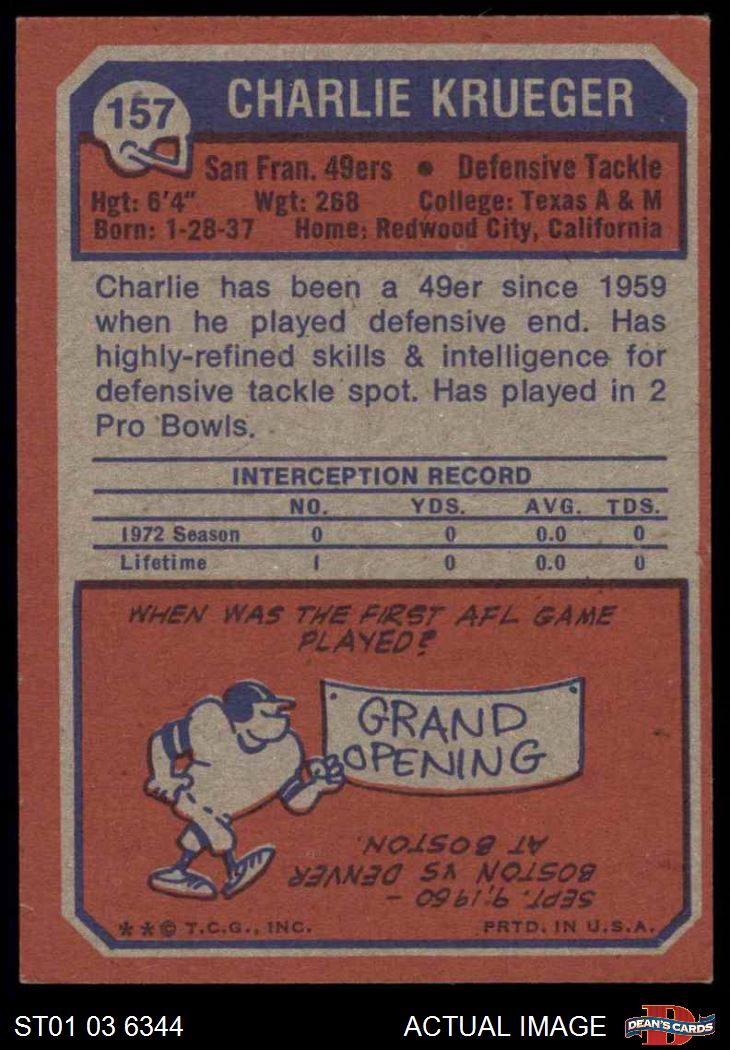 157
CHARLIE KRUEGER
San Fran. 49ers • Defensive Tackle
Hgt: 6'4" Wgt: 268 College: Texas A & M
Born: 1-28-37 Home: Redwood City, California
Charlie has been a 49er since 1959
when he played defensive end. Has
highly-refined skills & intelligence for
defensive tackle spot. Has played in 2
Pro Bowls.
INTERCEPTION RECORD
NO. YDS. AVG. TDS.
1972 Season 0 0 0.0 0
Lifetime 1 0 0.0 0
WHEN WAS THE FIRST AFL GAME
PLAYED?
GRAND
OPENING
SEPT. 9, 1960 –
BOSTON VS DENVER
AT BOSTON.
**© T.C.G., INC. PRTD. IN U.S.A.
ST01 03 6344
ACTUAL IMAGE
D
DEAN'S CARDS